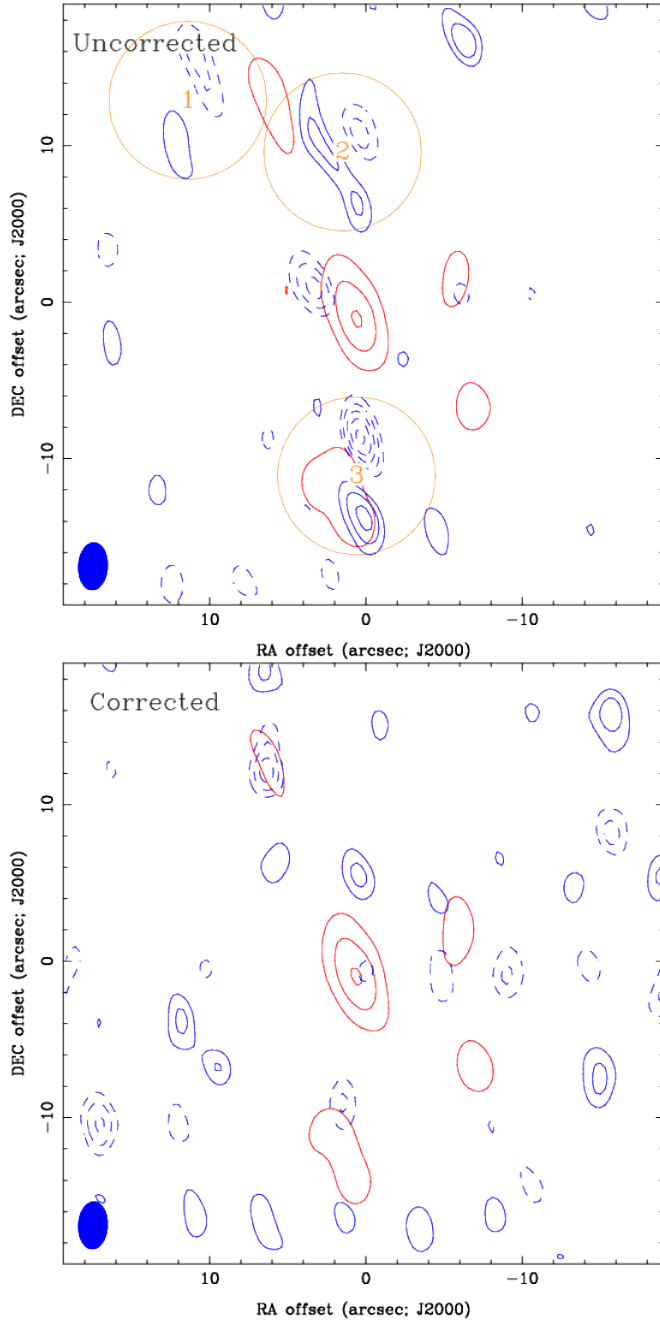 Uncorrected
1
2
3
10
0
−10
DEC offset (arcsec; J2000)
10
0
−10
RA offset (arcsec; J2000)
Corrected
10
0
−10
DEC offset (arcsec; J2000)
10
0
−10
RA offset (arcsec; J2000)